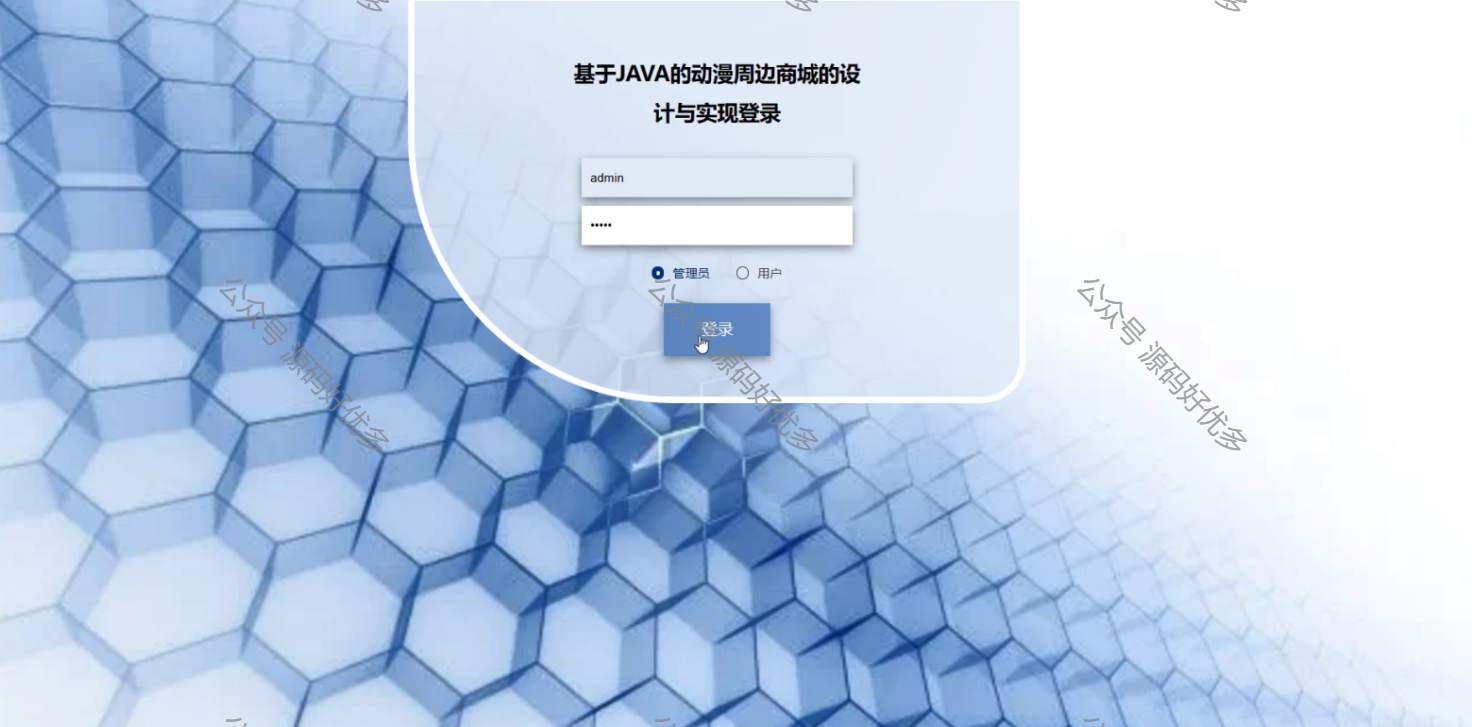 基于JAVA的动漫周边商城的设
计与实现登录
admin
•••••
管理员 用户
登录
公众号 源码好优多
公众号 源码好优多
公众号 源码好优多